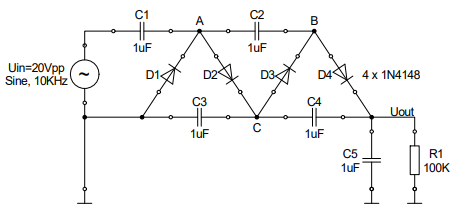 C1
A
C2
B
1uF
1uF
Uin=20Vpp
Sine, 10KHz
~
D1
D2
D3
D4
4 x 1N4148
C3
C4
Uout
1uF
C
1uF
C5
1uF
R1
100K